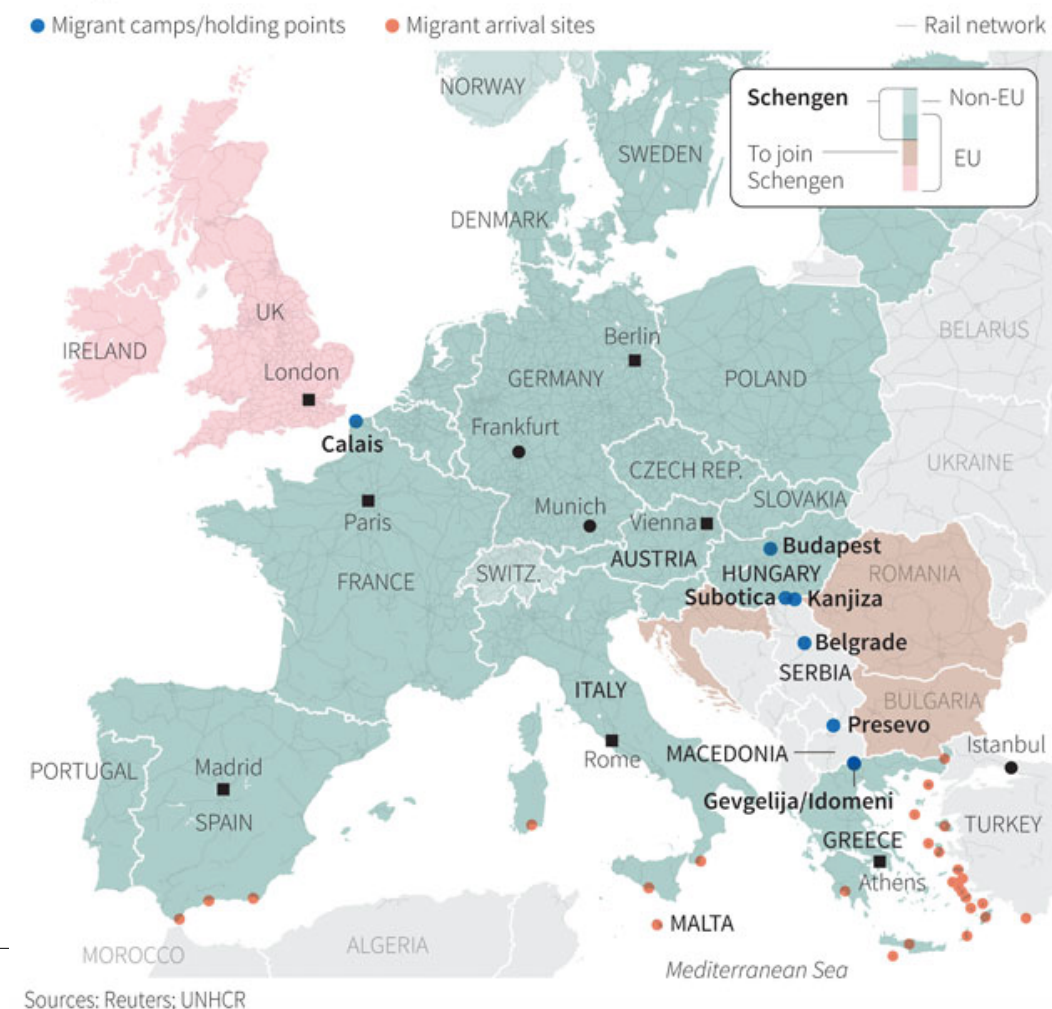 Migrant camps/holding points
Migrant arrival sites
Rail network
NORWAY
Schengen
Non-EU
To join
Schengen
EU
SWEDEN
DENMARK
UK
IRELAND
London
Berlin
BELARUS
GERMANY
POLAND
Calais
Frankfurt
CZECH REP.
UKRAINE
Paris
Munich
Vienna
SLOVAKIA
Budapest
AUSTRIA
FRANCE
SWITZ.
HUNGARY
ROMANIA
Subotica
Kanjiza
Belgrade
SERBIA
ITALY
BULGARIA
Presevo
Rome
MACEDONIA
Istanbul
PORTUGAL
Madrid
Gevgelija/Idomeni
SPAIN
TURKEY
GREECE
Athens
MALTA
MOROCCO
ALGERIA
Mediterranean Sea
Sources: Reuters; UNHCR